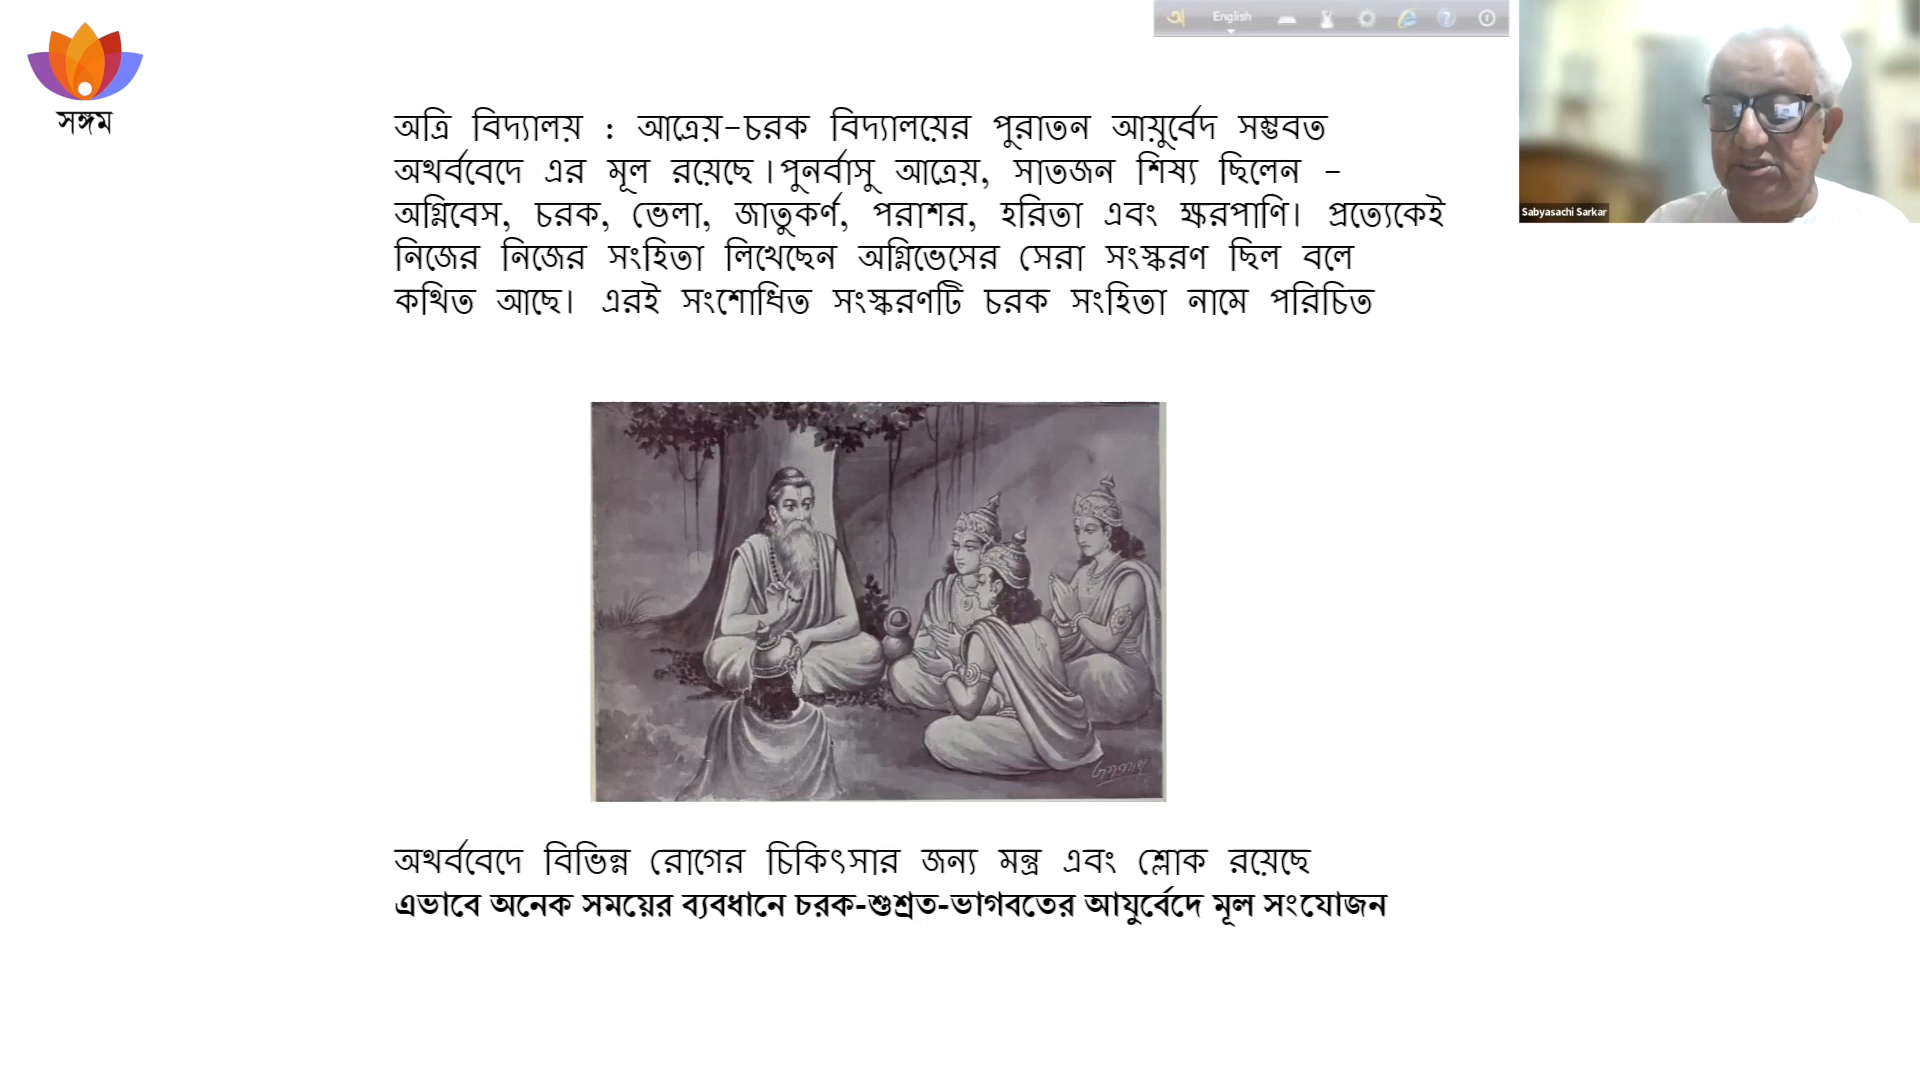 সঙ্গম
English
Sabyasachi Sarkar
অত্রি বিদ্যালয় : আত্রেয়-চরক বিদ্যালয়ের পুরাতন আয়ুর্বেদ সম্ভবত
অথর্ববেদে এর মূল রয়েছে।পুনর্বাসু আত্রেয়, সাতজন শিষ্য ছিলেন -
অগ্নিবেস, চরক, ভেলা, জাতুকর্ণ, পরাশর, হরিতা এবং ক্ষরপাণি। প্রত্যেকেই
নিজের নিজের সংহিতা লিখেছেন অগ্নিভেসের সেরা সংস্করণ ছিল বলে
কথিত আছে। এরই সংশোধিত সংস্করণটি চরক সংহিতা নামে পরিচিত
অথর্ববেদে বিভিন্ন রোগের চিকিৎসার জন্য মন্ত্র এবং শ্লোক রয়েছে
এভাবে অনেক সময়ের ব্যবধানে চরক-শুশ্রত-ভাগবতের আযুর্বেদে মূল সংযোজন